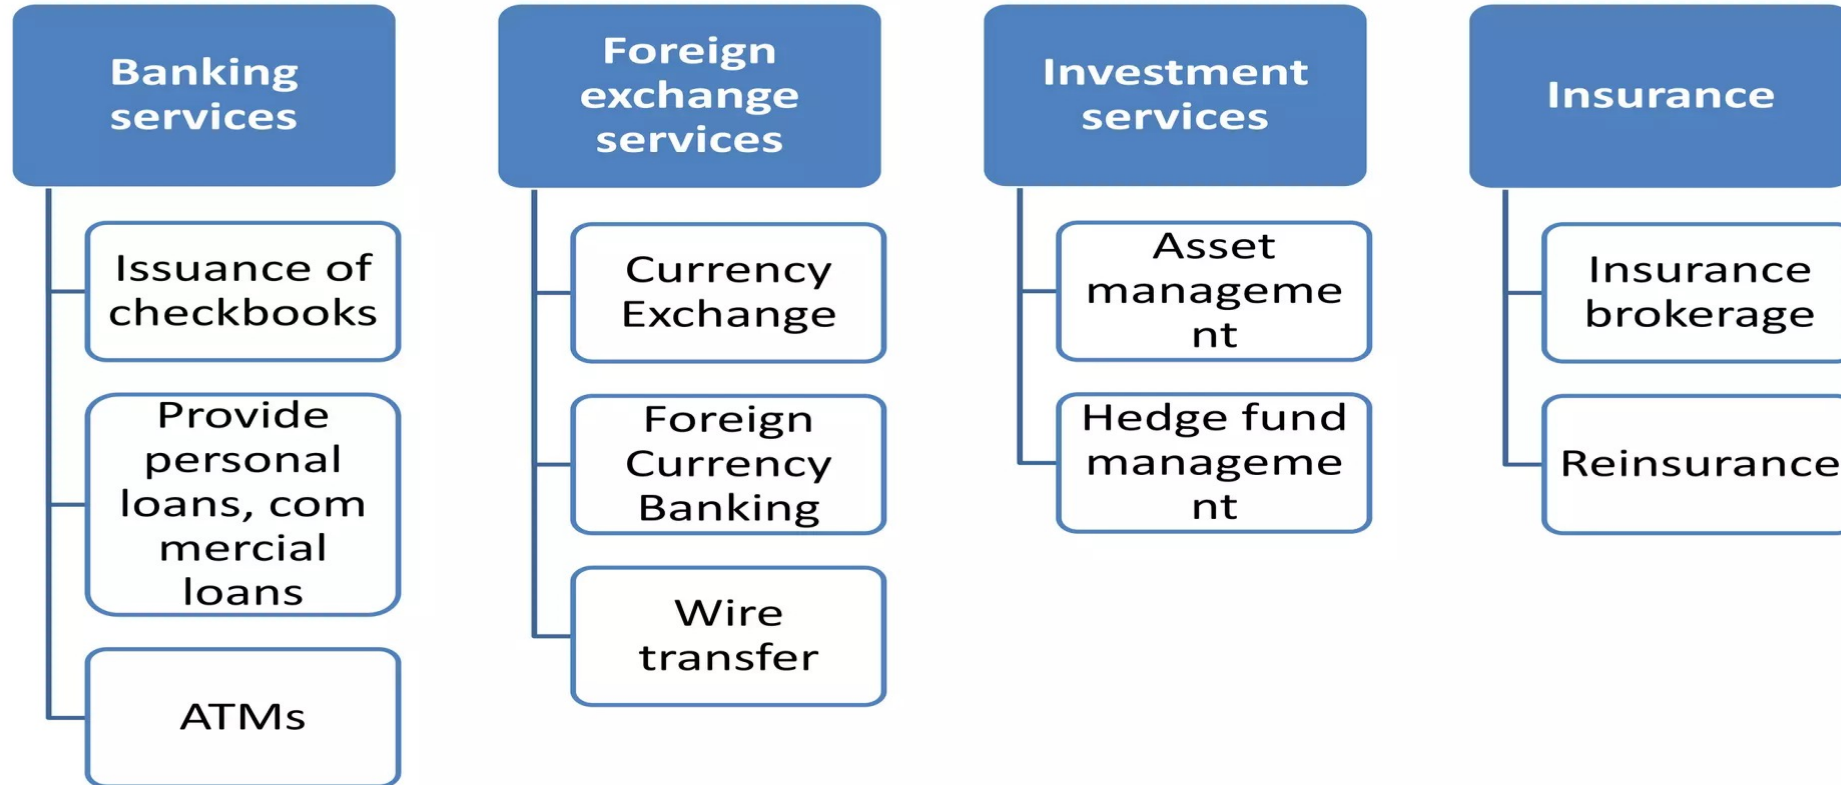 Banking
services
Issuance of
checkbooks
Provide
personal
loans, com
mercial
loans
ATMs
Foreign
exchange
services
Currency
Exchange
Foreign
Currency
Banking
Wire
transfer
Investment
services
Asset
manageme
nt
Hedge fund
manageme
nt
Insurance
Insurance
brokerage
Reinsurance